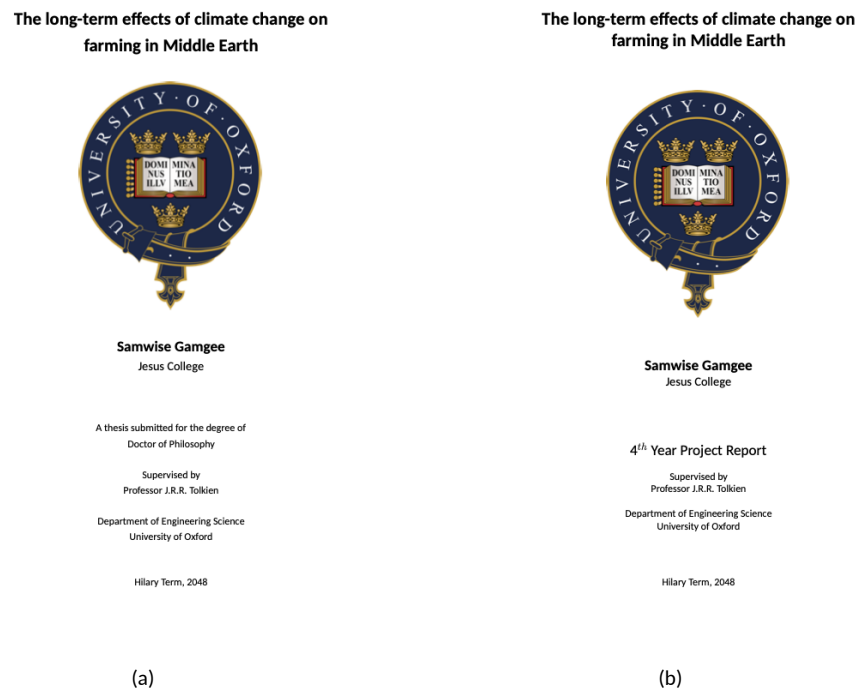 The long-term effects of climate change on
farming in Middle Earth
UNIVERSITY·OF·OXFORD
DOMI MINA
NUS TIO
ILLV MEA
Samwise Gamgee
Jesus College
A thesis submitted for the degree of
Doctor of Philosophy
Supervised by
Professor J.R.R. Tolkien
Department of Engineering Science
University of Oxford
Hilary Term, 2048
(a)
The long-term effects of climate change on
farming in Middle Earth
UNIVERSITY·OF·OXFORD
DOMI MINA
NUS TIO
ILLV MEA
Samwise Gamgee
Jesus College
4th Year Project Report
Supervised by
Professor J.R.R. Tolkien
Department of Engineering Science
University of Oxford
Hilary Term, 2048
(b)